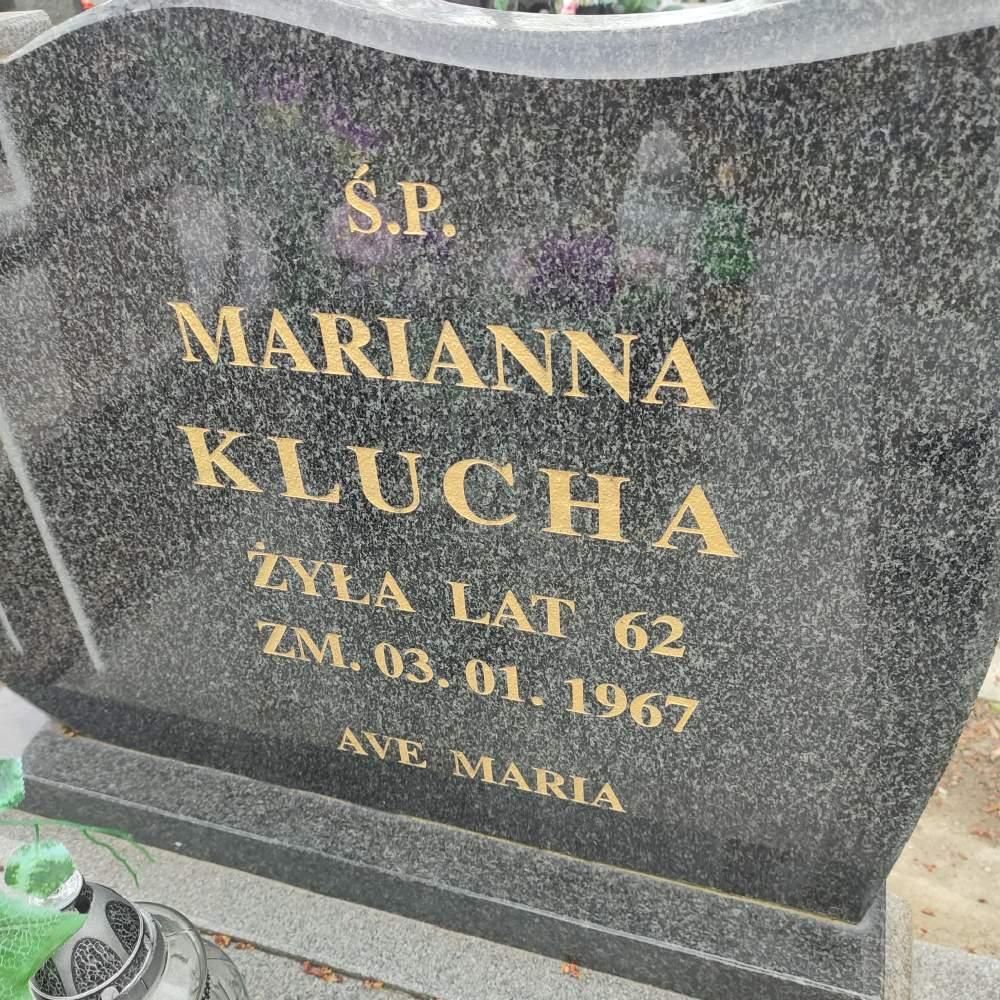 Ś.P.
MARIANNA
KLUCHA
ŻYŁA LAT 62
ZM. 03. 01. 1967
AVE MARIA